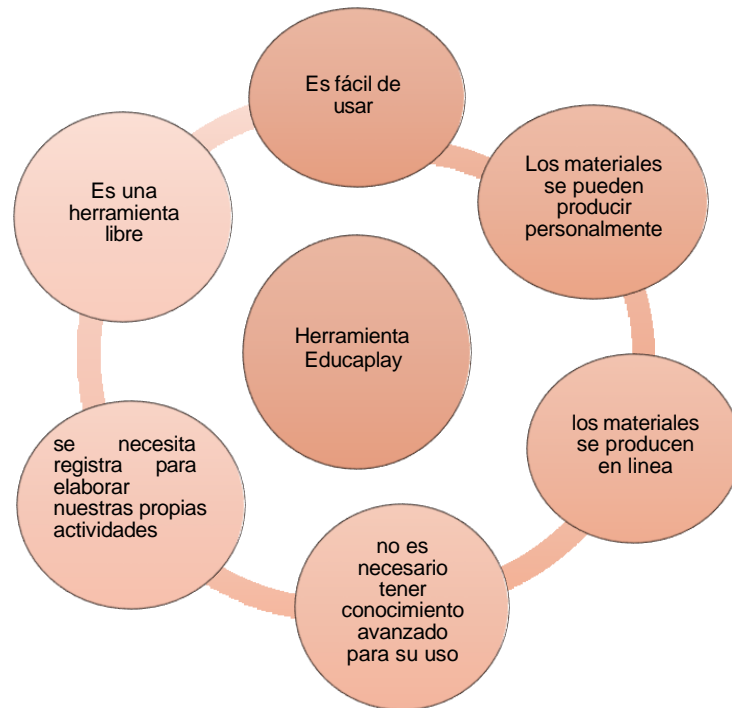 Es fácil de
usar
Los materiales
se pueden
producir
personalmente
los materiales
se producen
en linea
no es
necesario
tener
conocimiento
avanzado
para su uso
se necesita
registra para
elaborar
nuestras propias
actividades
Es una
herramienta
libre
Herramienta
Educaplay